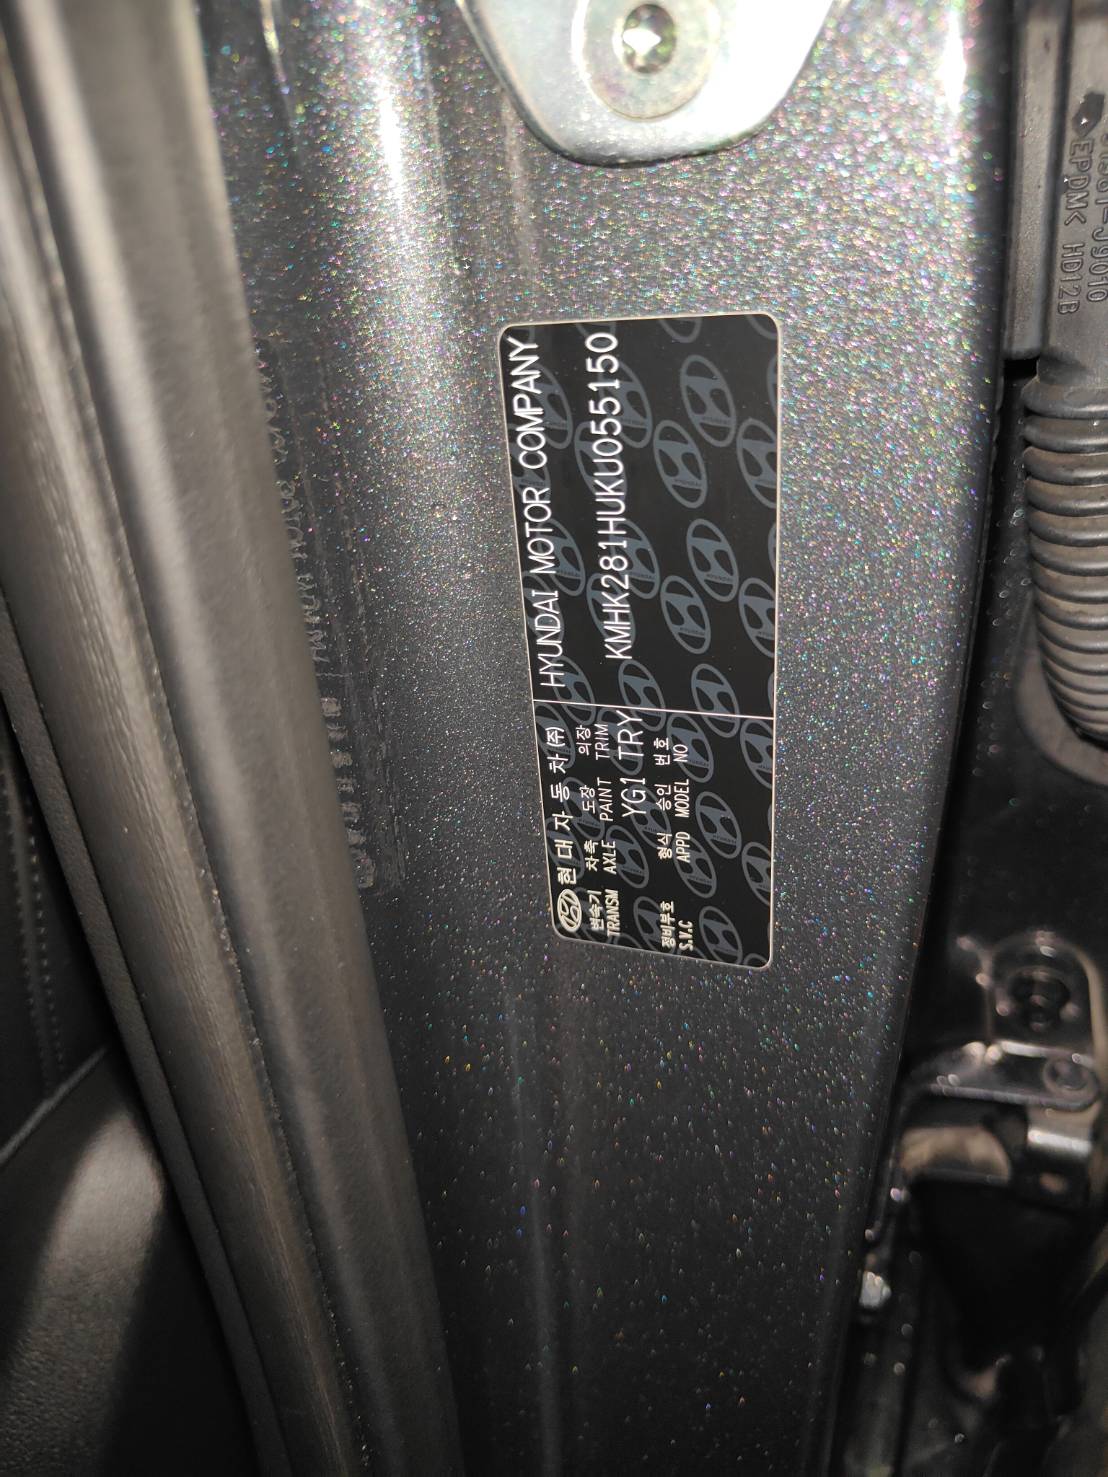 현대자동차(주) HYUNDAI MOTOR COMPANY
변속기 차축 도장 의장
TRANSM AXLE PAINT TRIM
KMHK281HUKU055150
YG1 TRY
정비부호 형식 승인 번호
S.V.C APPD MODEL NO
>EPDM< HD12B